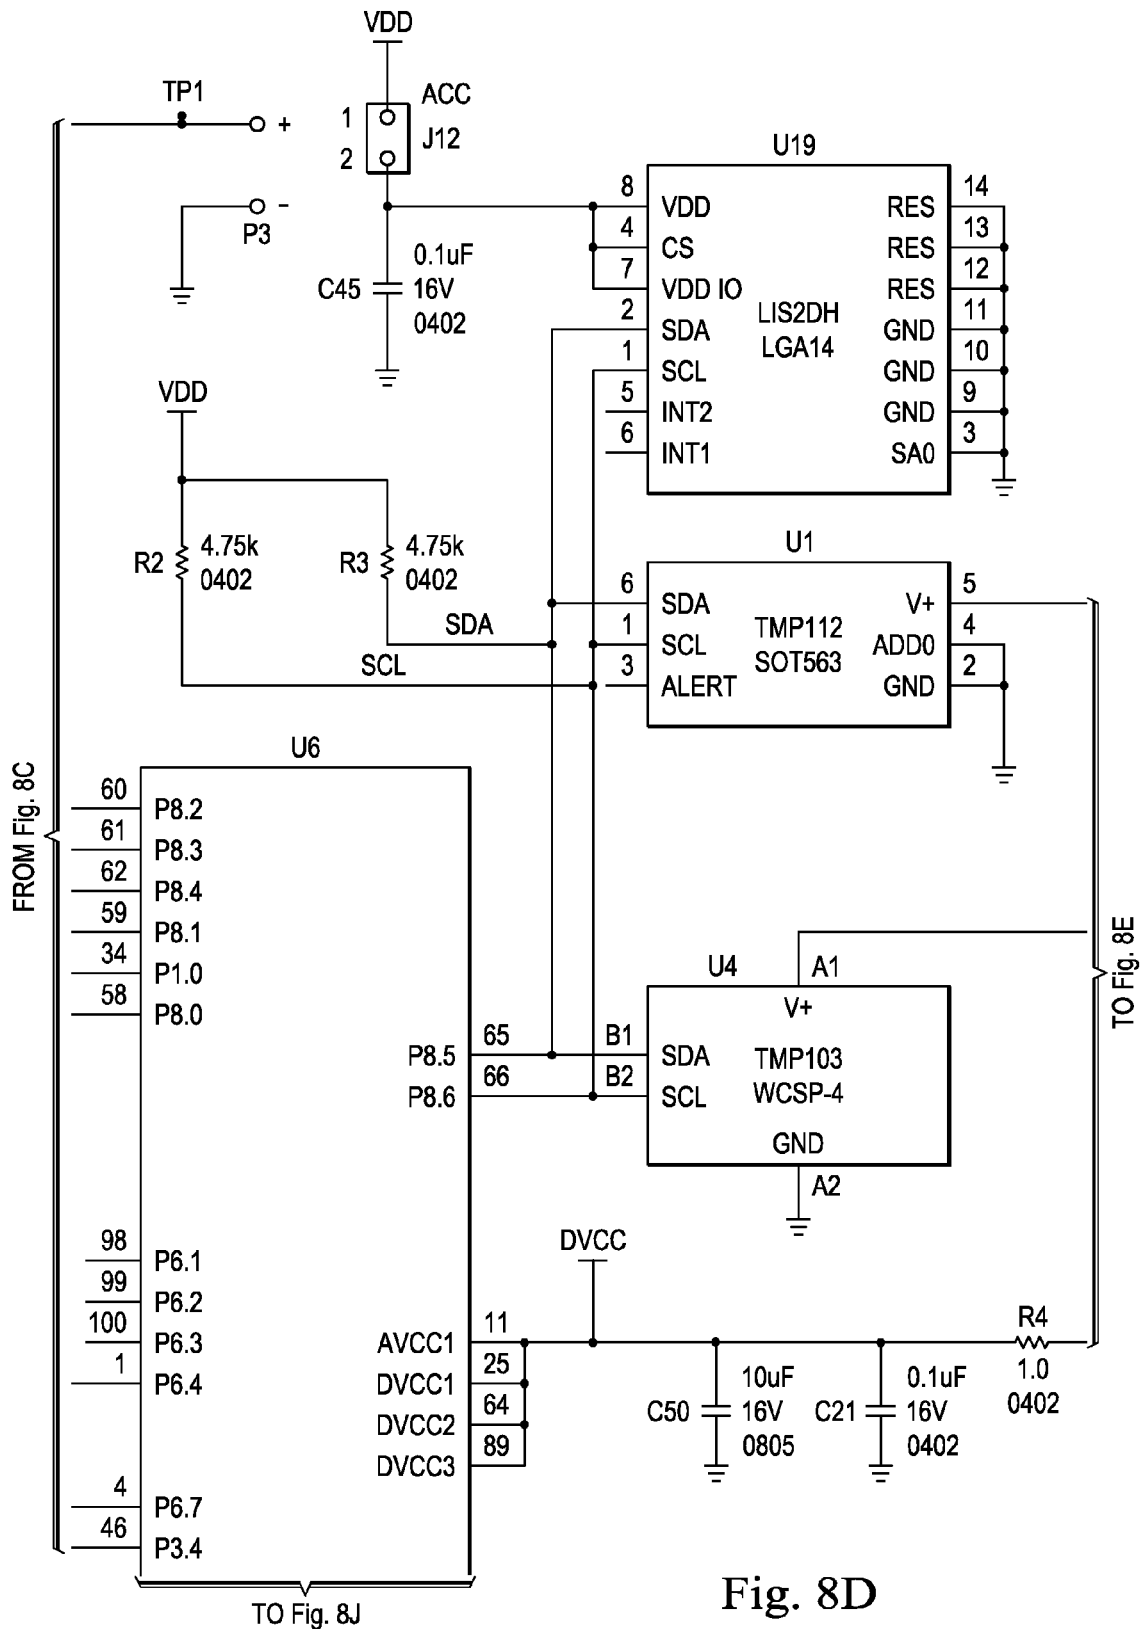 VDD
TP1
+
1
2
ACC
J12
-
P3
C45
0.1uF
16V
0402
U19
8 VDD
4 CS
7 VDD IO
2 SDA
1 SCL
5 INT2
6 INT1
LIS2DH
LGA14
RES 14
RES 13
RES 12
GND 11
GND 10
GND 9
SA0 3
VDD
R2
4.75k
0402
R3
4.75k
0402
SDA
SCL
U1
6 SDA
1 SCL
3 ALERT
TMP112
SOT563
V+ 5
ADD0 4
GND 2
FROM Fig. 8C
U6
60 P8.2
61 P8.3
62 P8.4
59 P8.1
34 P1.0
58 P8.0
P8.5 65
P8.6 66
U4
A1
V+
B1 SDA
B2 SCL
TMP103
WCSP-4
GND
A2
TO Fig. 8E
98 P6.1
99 P6.2
100 P6.3
1 P6.4
4 P6.7
46 P3.4
AVCC1 11
DVCC1 25
DVCC2 64
DVCC3 89
DVCC
C50
10uF
16V
0805
C21
0.1uF
16V
0402
R4
1.0
0402
TO Fig. 8J
Fig. 8D